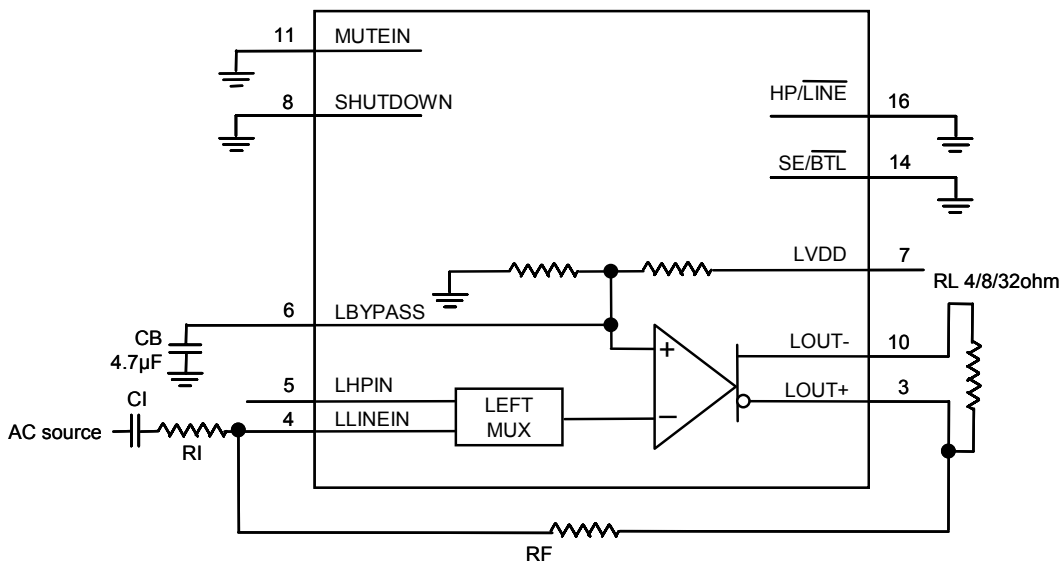 11 MUTEIN
8 SHUTDOWN
HP/LINE 16
SE/BTL 14
LVDD 7
RL 4/8/32ohm
6 LBYPASS
CB
4.7µF
LOUT- 10
+
5 LHPIN
LOUT+ 3
CI
LEFT
MUX
4 LLINEIN
−
AC source
RI
RF